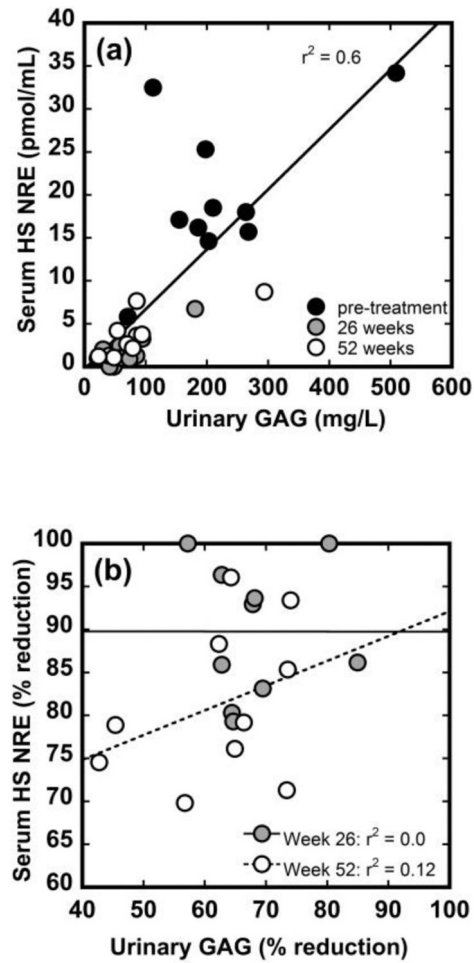 (a)
r² = 0.6
Serum HS NRE (pmol/mL)
40
35
30
25
20
15
10
5
0
pre-treatment
26 weeks
52 weeks
0 100 200 300 400 500 600
Urinary GAG (mg/L)
(b)
Serum HS NRE (% reduction)
100
95
90
85
80
75
70
65
60
Week 26: r² = 0.0
Week 52: r² = 0.12
40 50 60 70 80 90 100
Urinary GAG (% reduction)